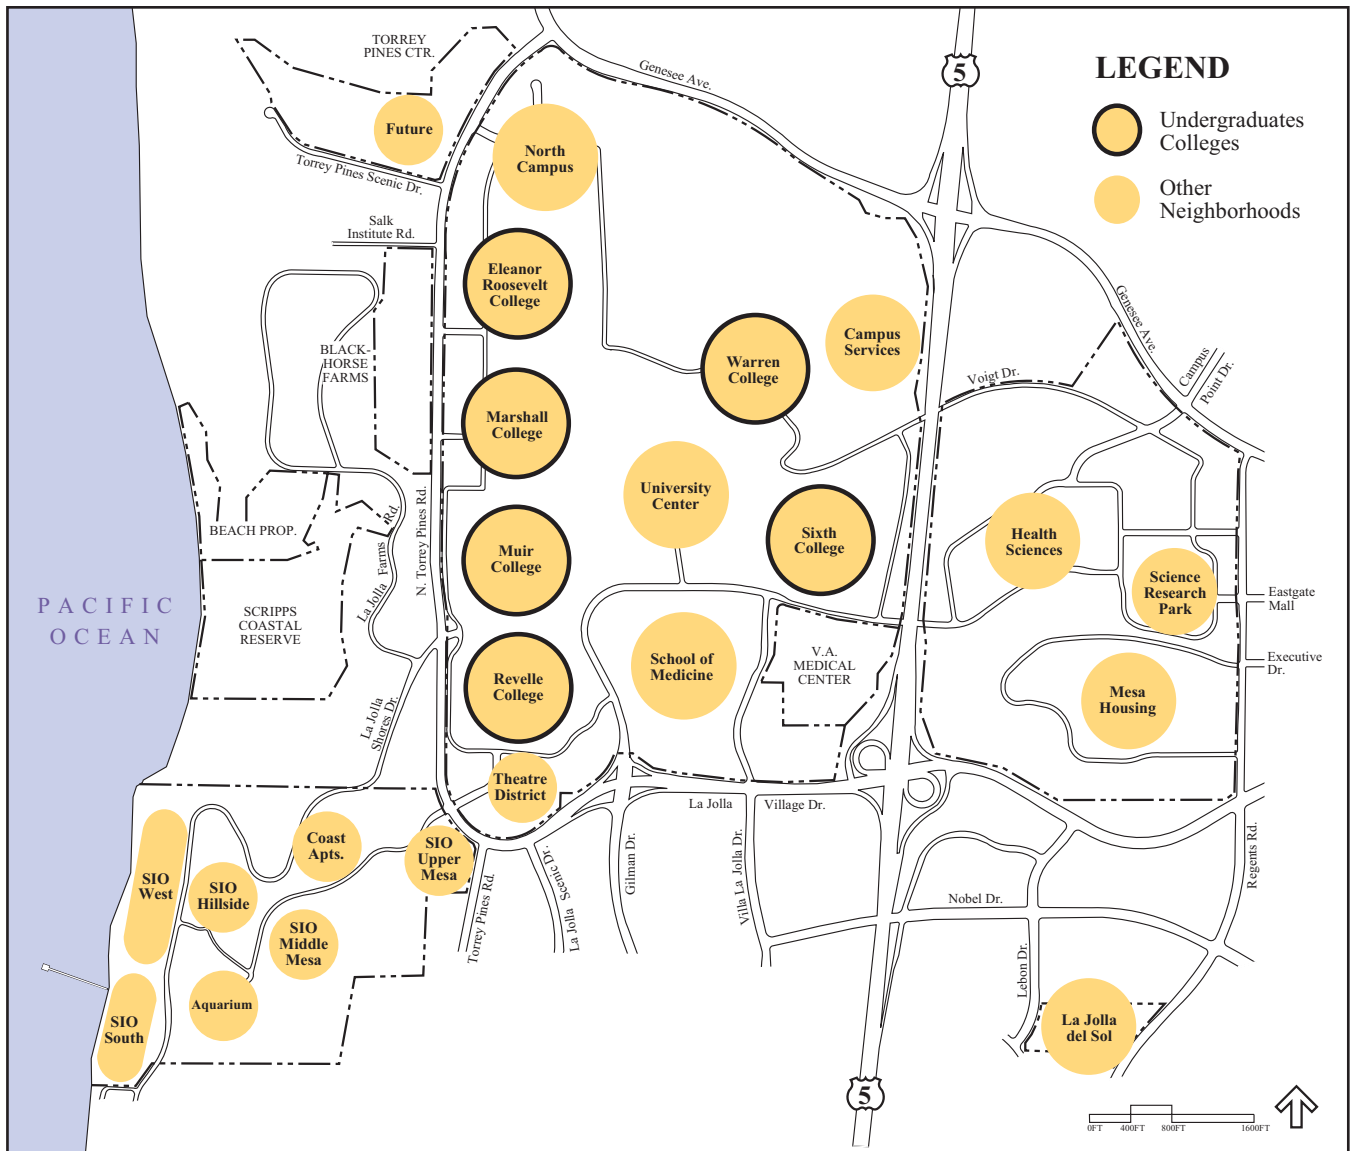 TORREY
PINES CTR.
Genesee Ave.
5
LEGEND
Undergraduates
Colleges
Other
Neighborhoods
Future
North
Campus
Torrey Pines Scenic Dr.
Salk
Institute Rd.
Eleanor
Roosevelt
College
Genesee Ave.
Campus
Services
Campus
Point Dr.
BLACK-
HORSE
FARMS
Warren
College
Voigt Dr.
Marshall
College
University
Center
N. Torrey Pines Rd.
BEACH PROP.
La Jolla Farms Rd.
Sixth
College
Health
Sciences
Muir
College
Science
Research
Park
Eastgate
Mall
PACIFIC
OCEAN
SCRIPPS
COASTAL
RESERVE
School of
Medicine
V.A.
MEDICAL
CENTER
Executive
Dr.
Revelle
College
Mesa
Housing
La Jolla
Shores Dr.
Theatre
District
La Jolla
Village Dr.
Coast
Apts.
SIO
Upper
Mesa
SIO
West
SIO
Hillside
Torrey Pines Rd.
La Jolla Scenic Dr.
Gilman Dr.
Villa La Jolla Dr.
Regents Rd.
Nobel Dr.
SIO
Middle
Mesa
Lebon Dr.
Aquarium
SIO
South
La Jolla
del Sol
5
0FT
400FT
800FT
1600FT